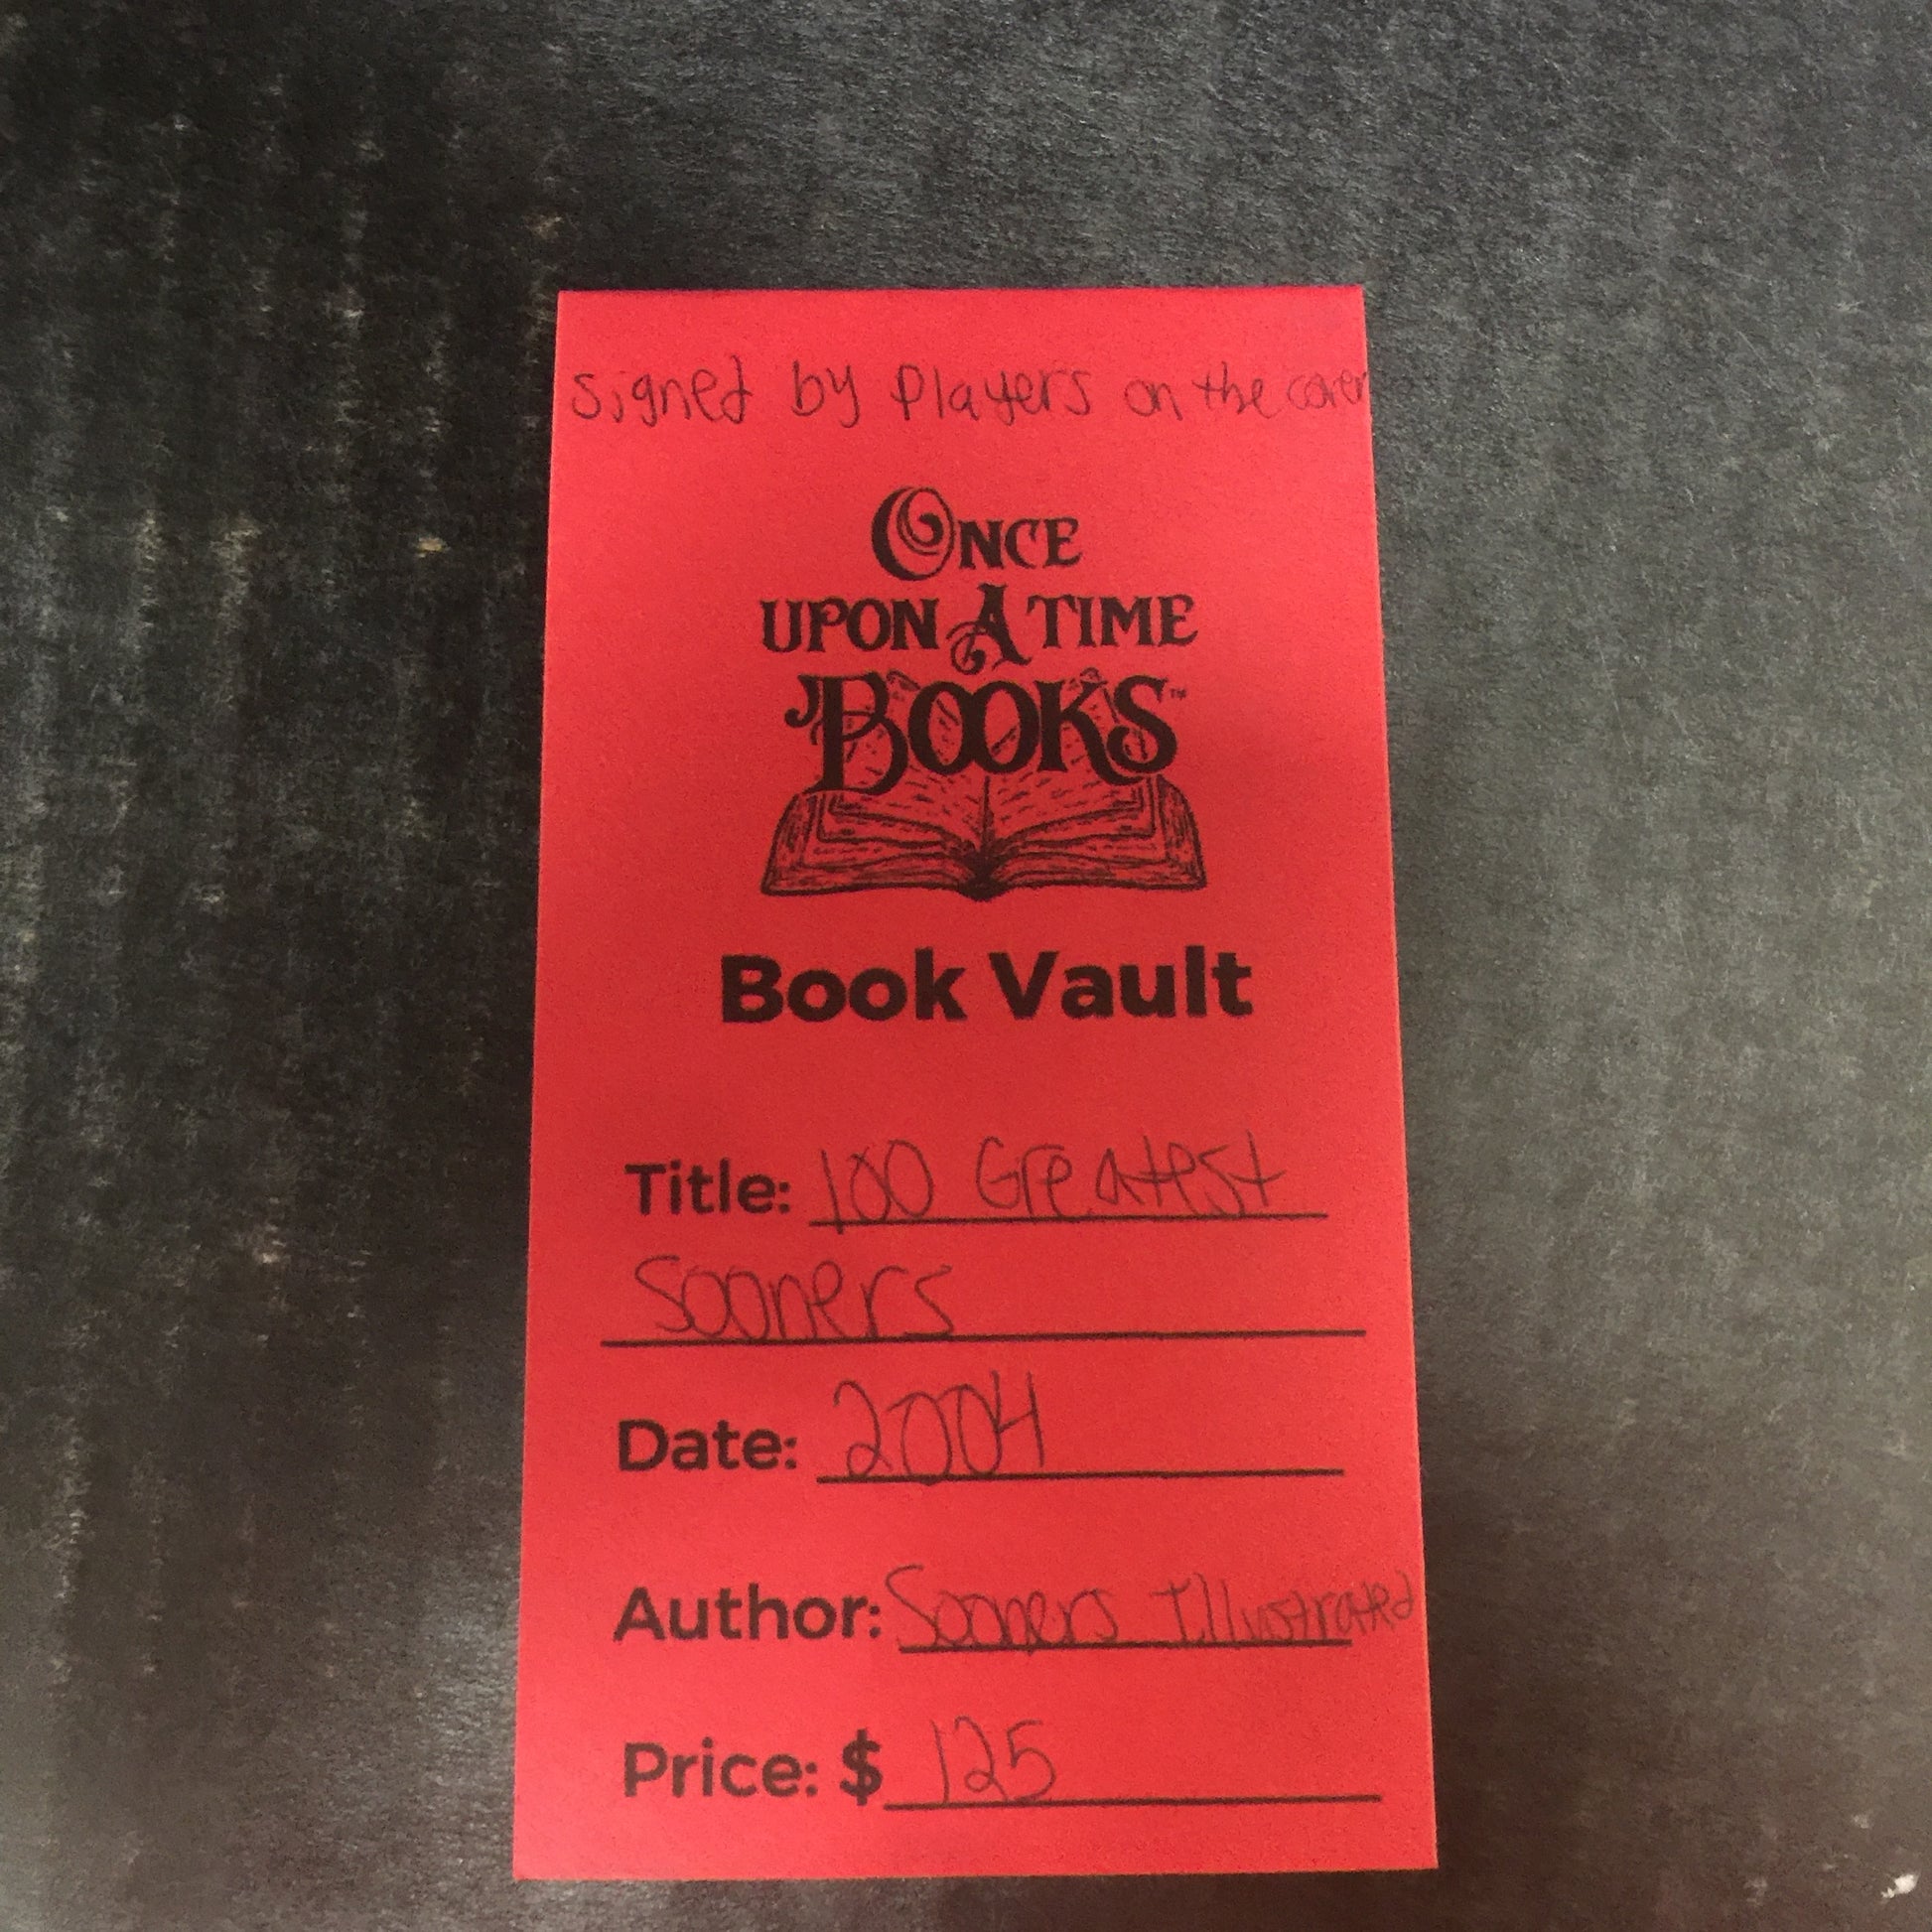 Signed by Players on the cover
ONCE
UPON A TIME
BOOKS™
Book Vault
Title: 100 Greatest
Sooners
Date: 2004
Author: Sooners Illustrated
Price: $ 125